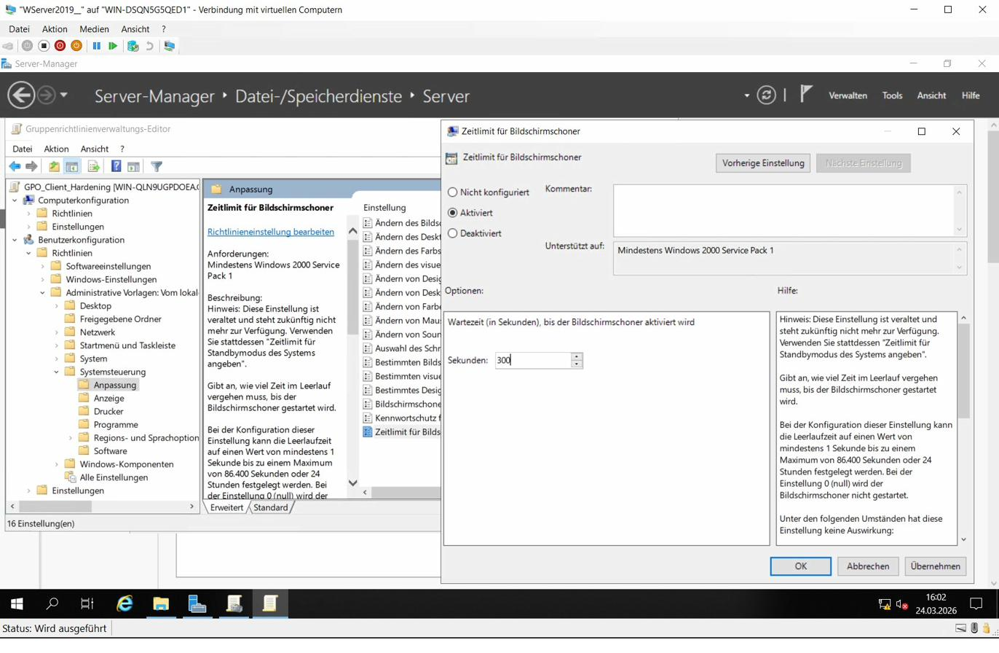 "WServer2019__" auf "WIN-DSQN5G5QED1" - Verbindung mit virtuellen Computern
Datei Aktion Medien Ansicht ?
Server-Manager
Server-Manager ‣ Datei-/Speicherdienste ‣ Server
Verwalten Tools Ansicht Hilfe
Gruppenrichtlinienverwaltungs-Editor
Datei Aktion Ansicht ?
GPO_Client_Hardening [WIN-QLN9UGPDOEA.
Computerkonfiguration
Richtlinien
Einstellungen
Benutzerkonfiguration
Richtlinien
Softwareeinstellungen
Windows-Einstellungen
Administrative Vorlagen: Vom lokal
Desktop
Freigegebene Ordner
Netzwerk
Startmenü und Taskleiste
System
Systemsteuerung
Anpassung
Anzeige
Drucker
Programme
Regions- und Sprachoption
Software
Windows-Komponenten
Alle Einstellungen
Einstellungen
16 Einstellung(en)
Anpassung
Zeitlimit für Bildschirmschoner
Richtlinieneinstellung bearbeiten
Anforderungen:
Mindestens Windows 2000 Service
Pack 1
Beschreibung:
Hinweis: Diese Einstellung ist
veraltet und steht zukünftig nicht
mehr zur Verfügung. Verwenden
Sie stattdessen "Zeitlimit für
Standbymodus des Systems
angeben".
Gibt an, wie viel Zeit im Leerlauf
vergehen muss, bis der
Bildschirmschoner gestartet wird.
Bei der Konfiguration dieser
Einstellung kann die Leerlaufzeit
auf einen Wert von mindestens 1
Sekunde bis zu einem Maximum
von 86.400 Sekunden oder 24
Stunden festgelegt werden. Bei
der Einstellung 0 (null) wird der
Einstellung
Ändern des Bilds
Ändern des Deskt
Ändern des Farbs
Ändern des visue
Ändern von Desig
Ändern von Desk
Ändern von Farbe
Ändern von Mau
Ändern von Soun
Auswahl des Schr
Bestimmten Bilds
Bestimmten visue
Bestimmtes Desig
Bildschirmschone
Kennwortschutz f
Zeitlimit für Bilds
Erweitert Standard
Zeitlimit für Bildschirmschoner
Zeitlimit für Bildschirmschoner
Vorherige Einstellung Nächste Einstellung
Nicht konfiguriert
Aktiviert
Deaktiviert
Kommentar:
Unterstützt auf:
Mindestens Windows 2000 Service Pack 1
Optionen:
Hilfe:
Wartezeit (in Sekunden), bis der Bildschirmschoner aktiviert wird
Sekunden: 300
Hinweis: Diese Einstellung ist veraltet und
steht zukünftig nicht mehr zur Verfügung.
Verwenden Sie stattdessen "Zeitlimit für
Standbymodus des Systems angeben".
Gibt an, wie viel Zeit im Leerlauf vergehen
muss, bis der Bildschirmschoner gestartet
wird.
Bei der Konfiguration dieser Einstellung kann
die Leerlaufzeit auf einen Wert von
mindestens 1 Sekunde bis zu einem
Maximum von 86.400 Sekunden oder 24
Stunden festgelegt werden. Bei der
Einstellung 0 (null) wird der
Bildschirmschoner nicht gestartet.
Unter den folgenden Umständen hat diese
Einstellung keine Auswirkung:
OK Abbrechen Übernehmen
16:02
24.03.2026
Status: Wird ausgeführt